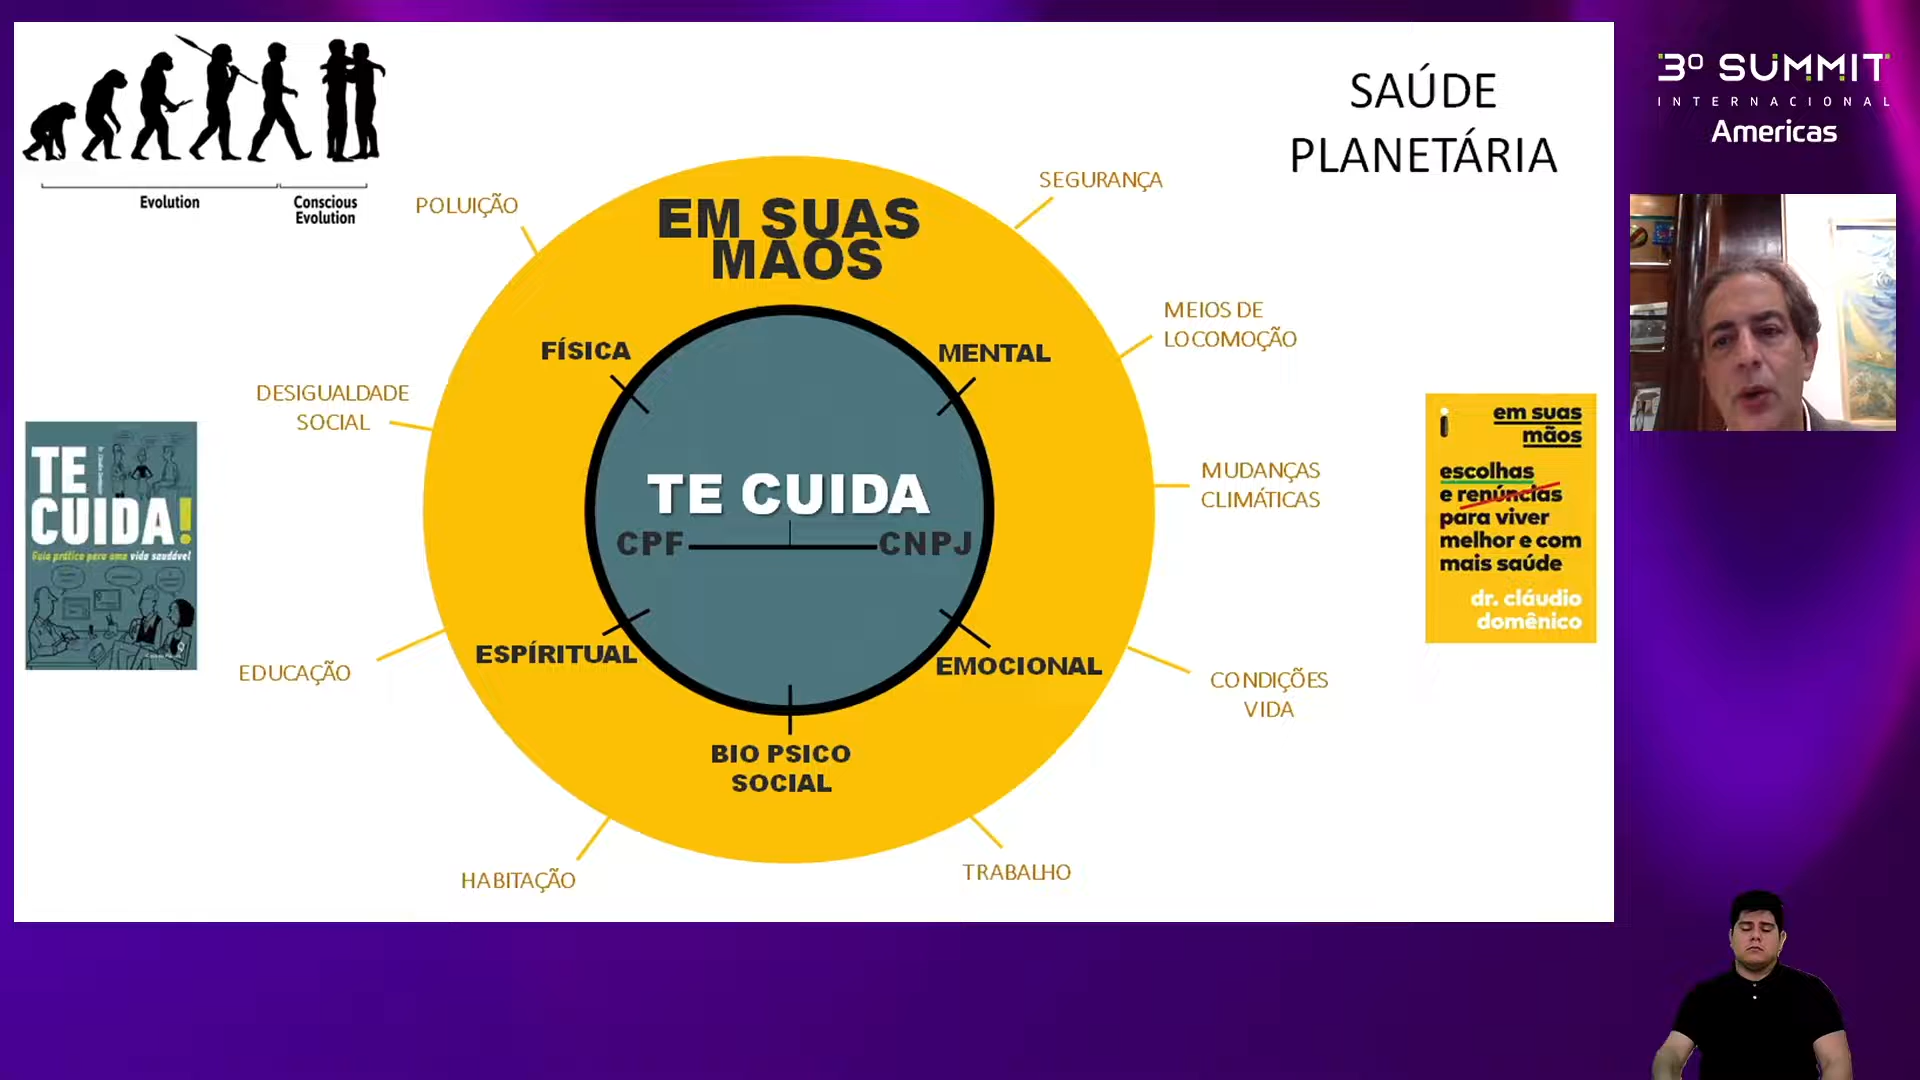 3º SUMMIT
INTERNACIONAL
Americas
SAÚDE
PLANETÁRIA
Evolution
Conscious
Evolution
POLUIÇÃO
SEGURANÇA
EM SUAS
MÃOS
MEIOS DE
LOCOMOÇÃO
FÍSICA
MENTAL
DESIGUALDADE
SOCIAL
MUDANÇAS
CLIMÁTICAS
TE CUIDA
CPF
CNPJ
ESPÍRITUAL
EMOCIONAL
EDUCAÇÃO
CONDIÇÕES
VIDA
BIO PSICO
SOCIAL
HABITAÇÃO
TRABALHO
TE
CUIDA!
Guia prático para uma vida saudável
em suas
mãos
escolhas
e renúncias
para viver
melhor e com
mais saúde
dr. cláudio
domênico